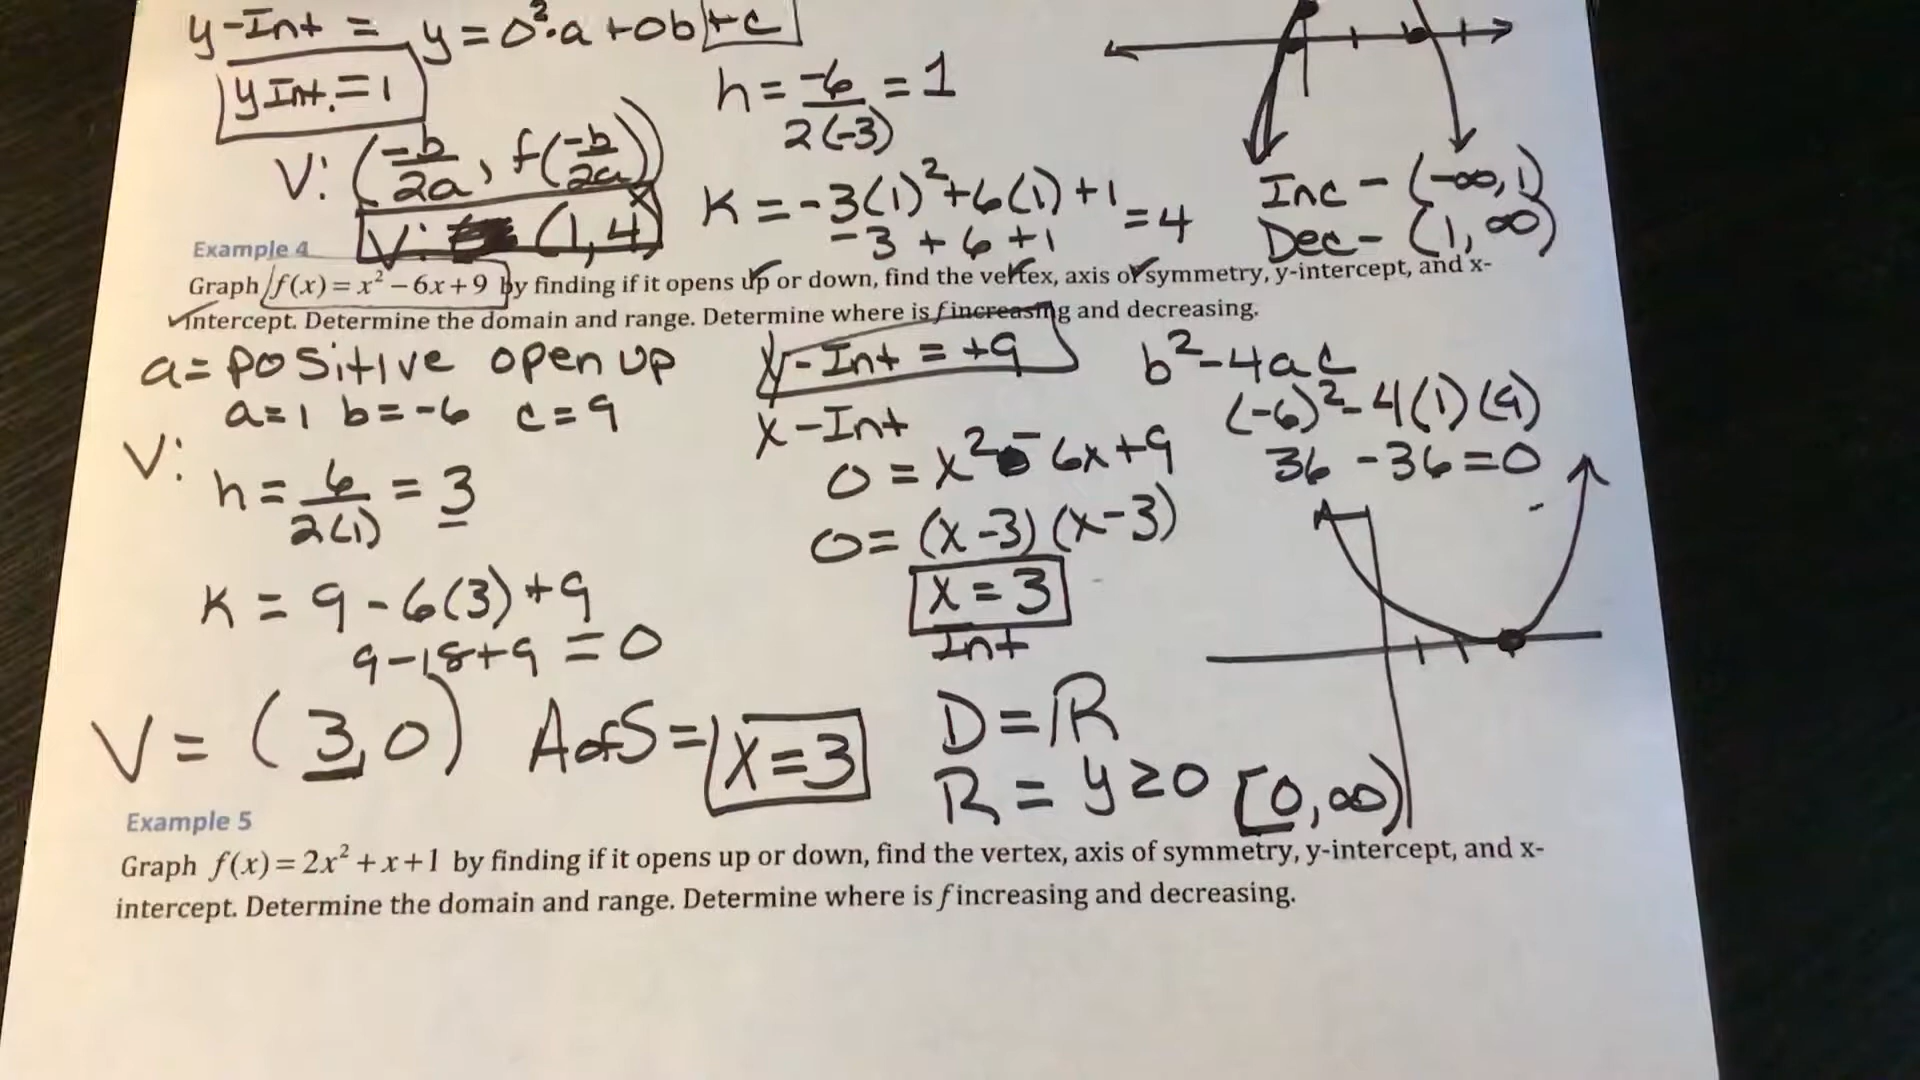 y-Int = y = 0²·a + 0b + c
y Int. = 1
h = -6/2(-3) = 1
V: (-b/2a, f(-b/2a))
K = -3(1)² + 6(1) + 1 = 4
-3 + 6 + 1
V: (1, 4)
Inc - (-∞, 1)
Dec - (1, ∞)
Example 4
Graph f(x) = x² − 6x + 9 by finding if it opens up or down, find the vertex, axis of symmetry, y-intercept, and x-
intercept. Determine the domain and range. Determine where is f increasing and decreasing.
a = positive open up
a = 1 b = -6 c = 9
V:
h = 6/2(1) = 3
K = 9 - 6(3) + 9
9 - 18 + 9 = 0
V = (3, 0) A of S = x = 3
y-Int = +9
x-Int
0 = x² - 6x + 9
0 = (x - 3)(x - 3)
x = 3
Int
D = ℝ
R = y ≥ 0 [0, ∞)
b² - 4ac
(-6)² - 4(1)(9)
36 - 36 = 0
Example 5
Graph f(x) = 2x² + x + 1 by finding if it opens up or down, find the vertex, axis of symmetry, y-intercept, and x-
intercept. Determine the domain and range. Determine where is f increasing and decreasing.